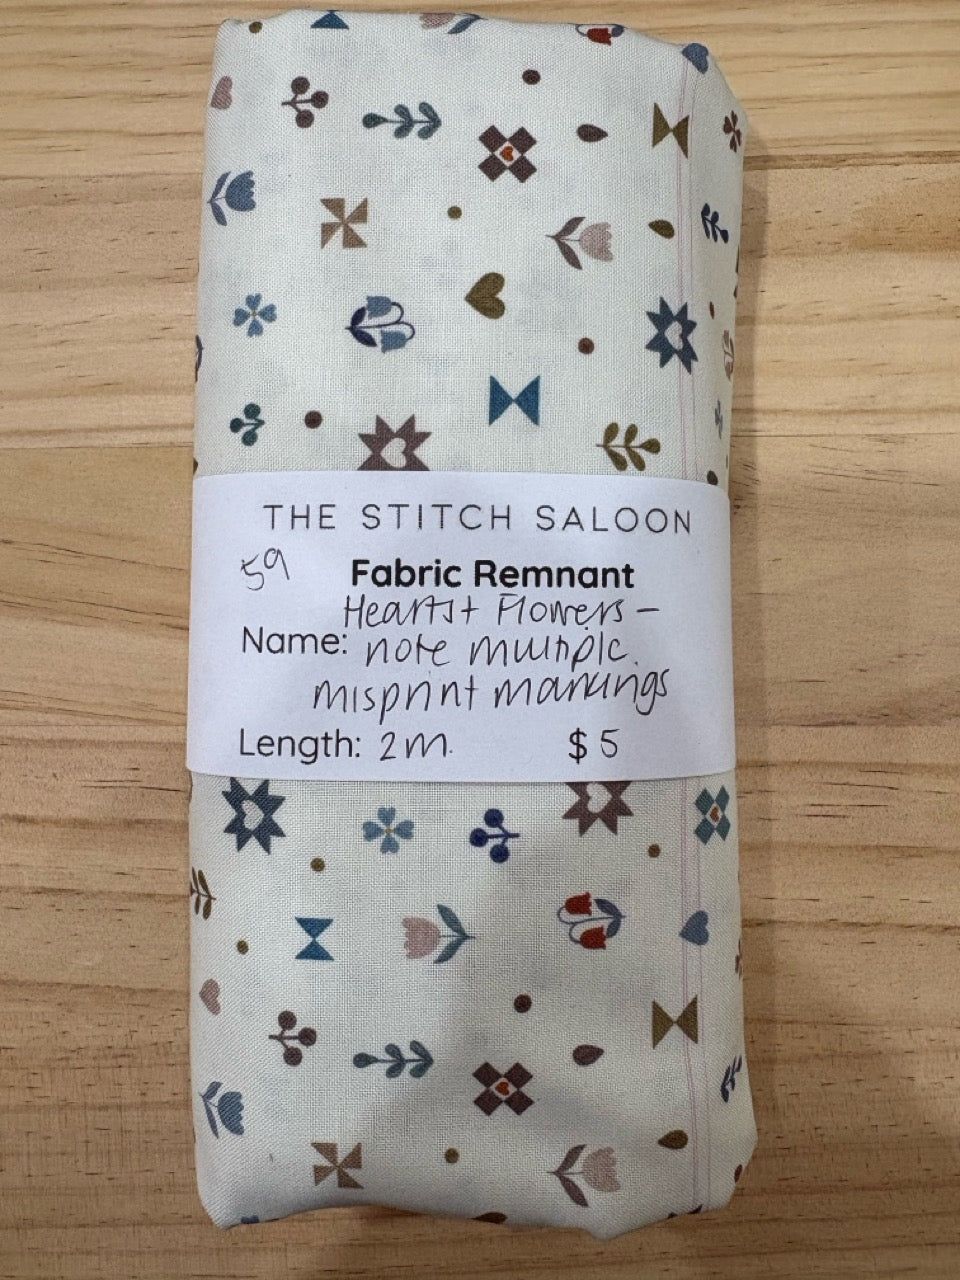 THE STITCH SALOON
59
Fabric Remnant
Hearts + Flowers -
Name: note multiple
misprint markings
Length: 2m. $5